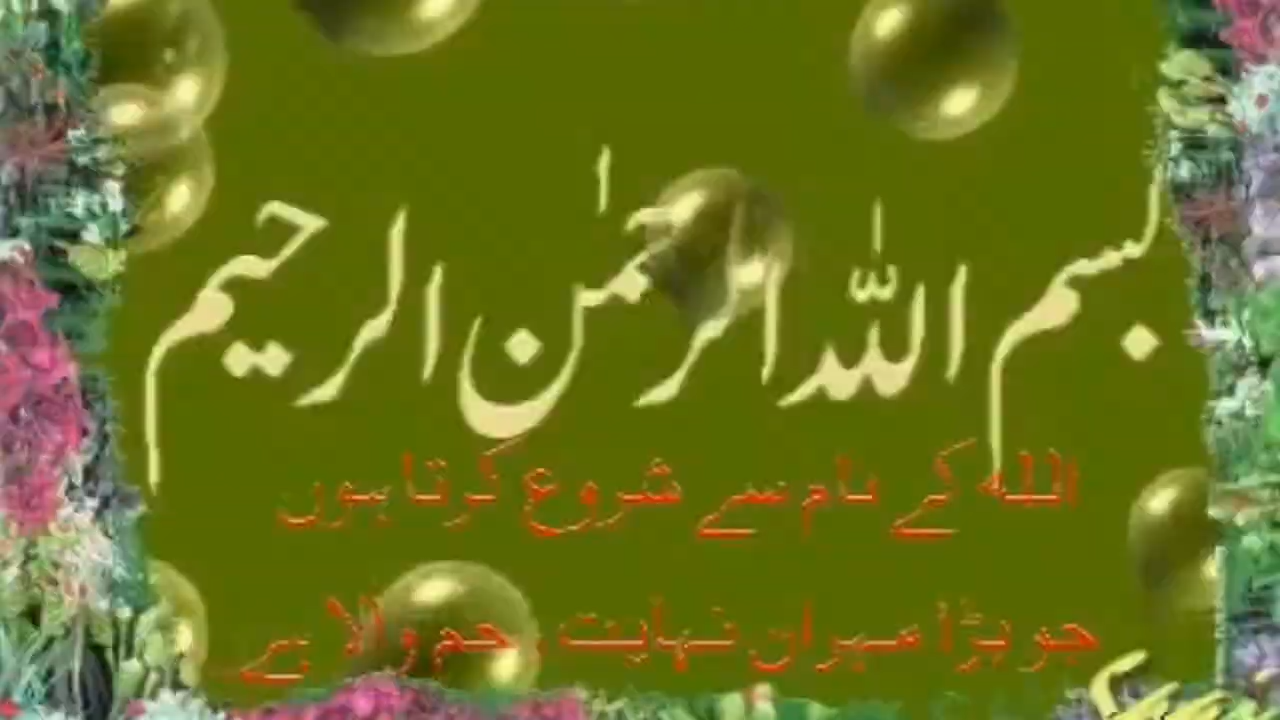 بسم اللہ الرحمٰن الرحیم
اللہ کے نام سے شروع کرتا ہوں
جو بڑا مہربان نہایت رحم والا ہے